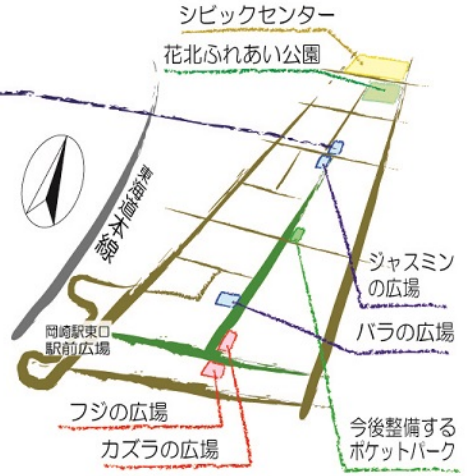 シビックセンター
花北ふれあい公園
東海道本線
ジャスミン
の広場
バラの広場
岡崎駅東口
駅前広場
フジの広場
カズラの広場
今後整備する
ポケットパーク